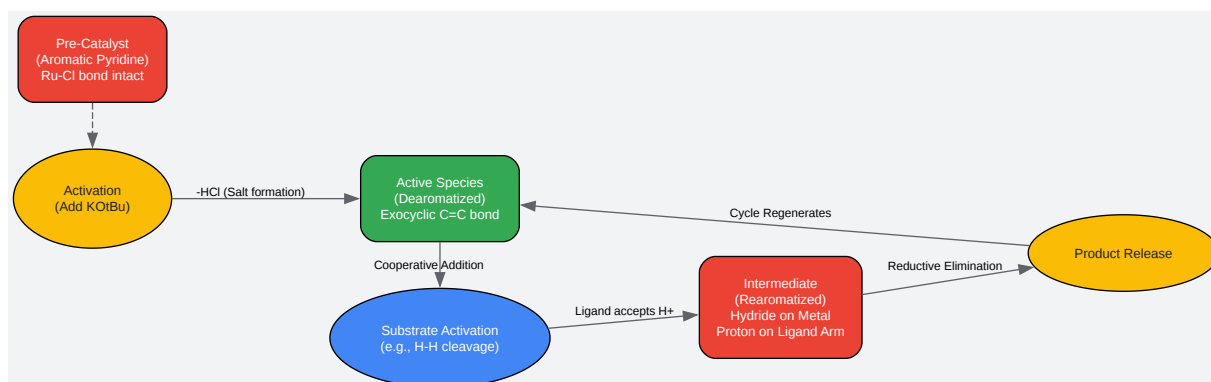 Pre-Catalyst
(Aromatic Pyridine)
Ru-Cl bond intact
Activation
(Add KOtBu)
-HCl (Salt formation)
Active Species
(Dearomatized)
Exocyclic C=C bond
Cycle Regenerates
Product Release
Cooperative Addition
Substrate Activation
(e.g., H-H cleavage)
Ligand accepts H+
Intermediate
(Rearomatized)
Hydride on Metal
Proton on Ligand Arm
Reductive Elimination